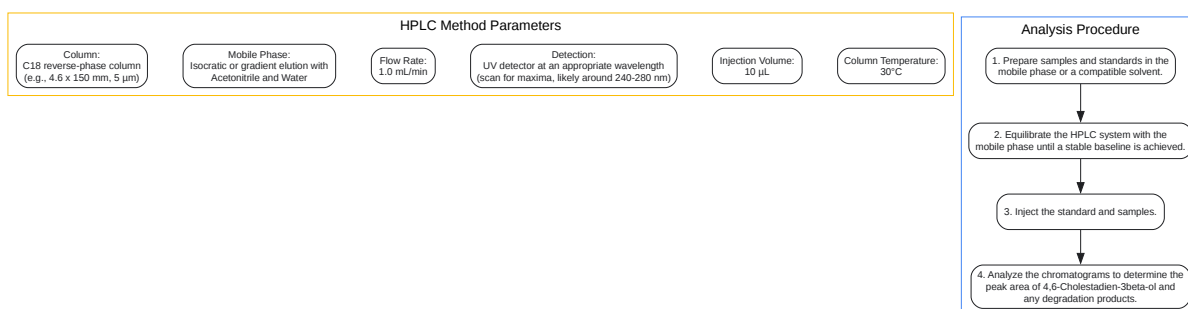 HPLC Method Parameters
Column:
C18 reverse-phase column
(e.g., 4.6 x 150 mm, 5 µm)
Mobile Phase:
Isocratic or gradient elution with
Acetonitrile and Water
Flow Rate:
1.0 mL/min
Detection:
UV detector at an appropriate wavelength
(scan for maxima, likely around 240-280 nm)
Injection Volume:
10 µL
Column Temperature:
30°C
Analysis Procedure
1. Prepare samples and standards in the
mobile phase or a compatible solvent.
2. Equilibrate the HPLC system with the
mobile phase until a stable baseline is achieved.
3. Inject the standard and samples.
4. Analyze the chromatograms to determine the
peak area of 4,6-Cholestadien-3beta-ol and
any degradation products.